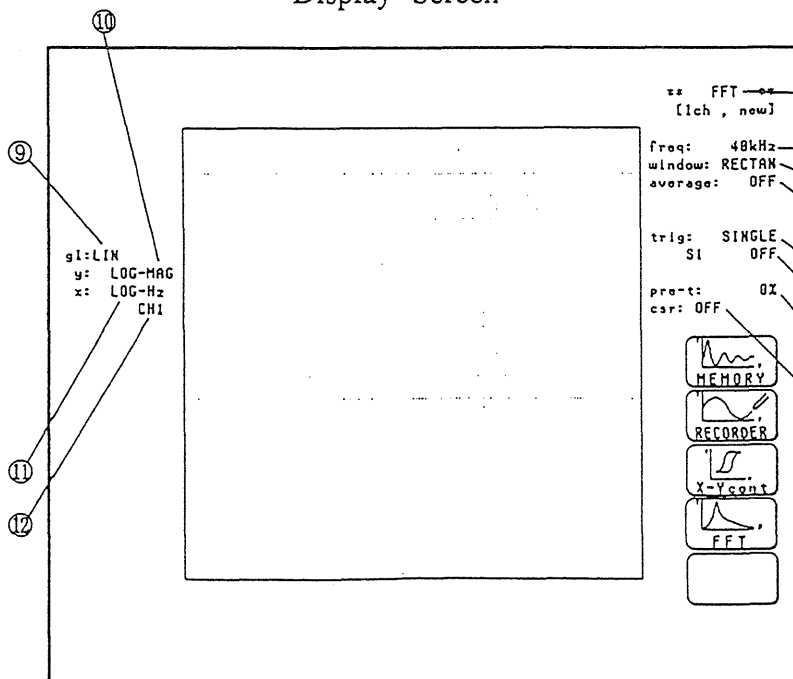 Display Screen
⑩
** FFT **
[1ch , new]
⑨
freq: 40kHz
window: RECTAN
average: OFF
trig: SINGLE
S1 OFF
pre-t: 0%
csr: OFF
g1:LIN
y: LOG-MAG
x: LOG-Hz
CH1
MEMORY
RECORDER
X-Ycont
FFT
⑪
⑫